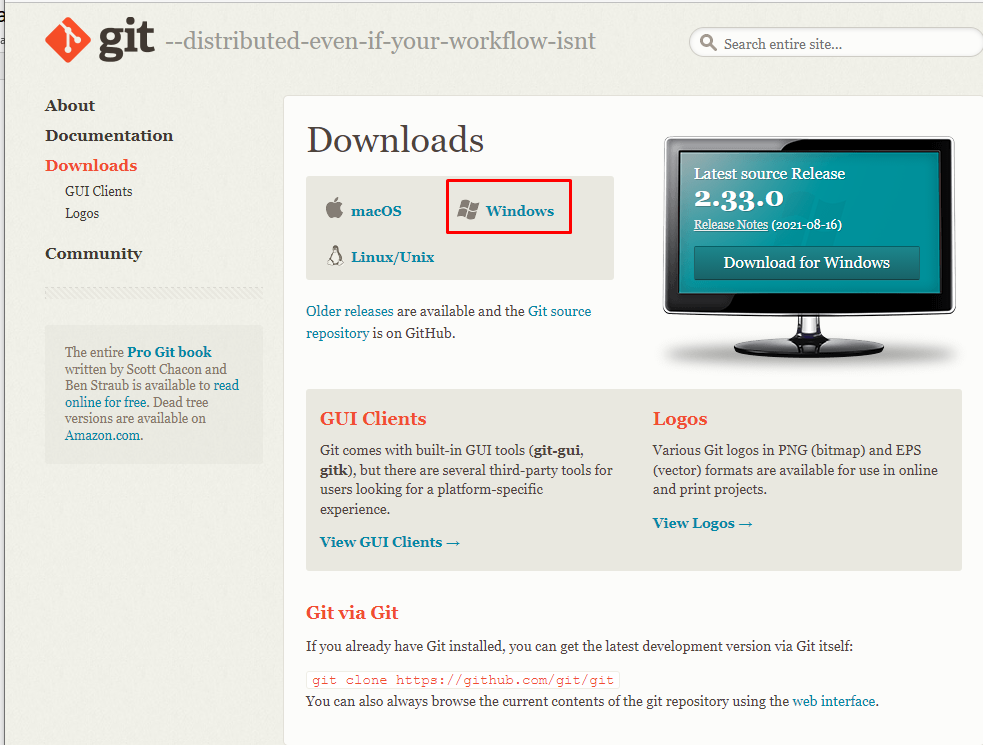 git --distributed-even-if-your-workflow-isnt
Search entire site...
About
Documentation
Downloads
GUI Clients
Logos
Community
The entire Pro Git book
written by Scott Chacon and
Ben Straub is available to read
online for free. Dead tree
versions are available on
Amazon.com.
Downloads
macOS
Windows
Linux/Unix
Older releases are available and the Git source
repository is on GitHub.
Latest source Release
2.33.0
Release Notes (2021-08-16)
Download for Windows
GUI Clients
Git comes with built-in GUI tools (git-gui,
gitk), but there are several third-party tools for
users looking for a platform-specific
experience.
View GUI Clients →
Logos
Various Git logos in PNG (bitmap) and EPS
(vector) formats are available for use in online
and print projects.
View Logos →
Git via Git
If you already have Git installed, you can get the latest development version via Git itself:
git clone https://github.com/git/git
You can also always browse the current contents of the git repository using the web interface.